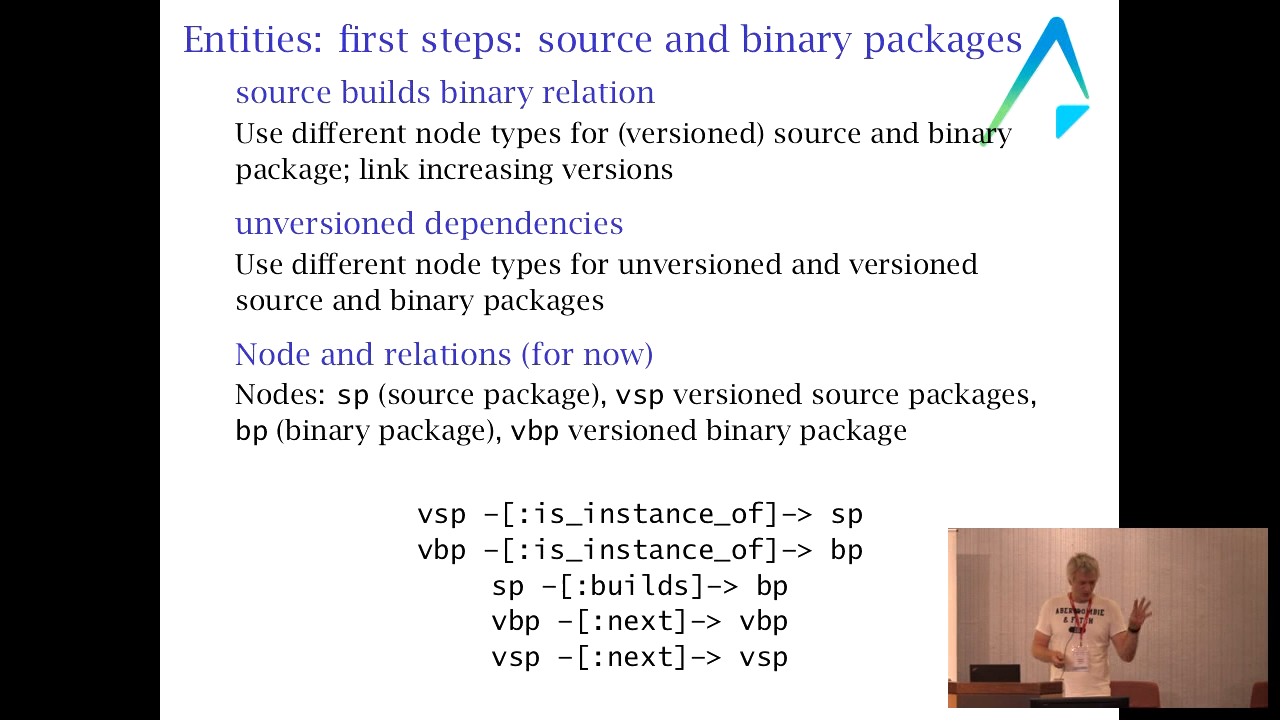 Entities: first steps: source and binary packages
source builds binary relation
Use different node types for (versioned) source and binary
package; link increasing versions
unversioned dependencies
Use different node types for unversioned and versioned
source and binary packages
Node and relations (for now)
Nodes: sp (source package), vsp versioned source packages,
bp (binary package), vbp versioned binary package
vsp –[:is_instance_of]–> sp
vbp –[:is_instance_of]–> bp
sp –[:builds]–> bp
vbp –[:next]–> vbp
vsp –[:next]–> vsp
ABERCROMBIE
& FITCH